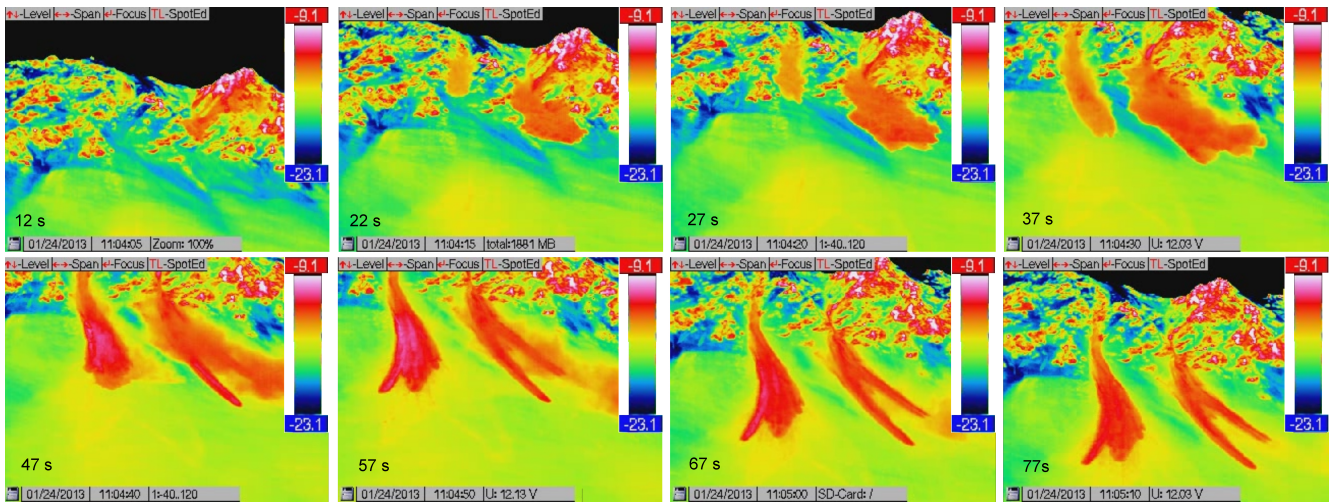 ↑↓-Level ←→-Span ↵-Focus TL-SpotEd -9.1
-23.1
12 s
01/24/2013 11:04:05 Zoom: 100%
↑↓-Level ←→-Span ↵-Focus TL-SpotEd -9.1
-23.1
22 s
01/24/2013 11:04:15 total:1881 MB
↑↓-Level ←→-Span ↵-Focus TL-SpotEd -9.1
-23.1
27 s
01/24/2013 11:04:20 1:-40..120
↑↓-Level ←→-Span ↵-Focus TL-SpotEd -9.1
-23.1
37 s
01/24/2013 11:04:30 U: 12.03 V
↑↓-Level ←→-Span ↵-Focus TL-SpotEd -9.1
-23.1
47 s
01/24/2013 11:04:40 1:-40..120
↑↓-Level ←→-Span ↵-Focus TL-SpotEd -9.1
-23.1
57 s
01/24/2013 11:04:50 U: 12.13 V
↑↓-Level ←→-Span ↵-Focus TL-SpotEd -9.1
-23.1
67 s
01/24/2013 11:05:00 SD-Card: /
↑↓-Level ←→-Span ↵-Focus TL-SpotEd -9.1
-23.1
77s
01/24/2013 11:05:10 U: 12.03 V